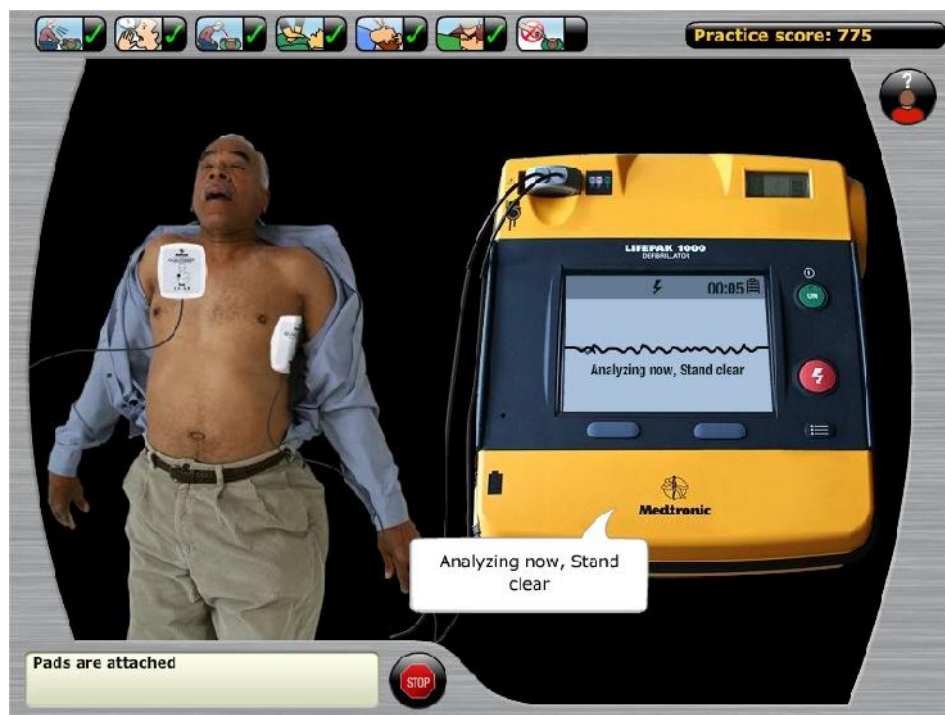 Practice score: 775
?
LIFEPAK 1000
DEFIBRILLATOR
00:05
ON
Analyzing now, Stand clear
Medtronic
Analyzing now, Stand
clear
Pads are attached
STOP